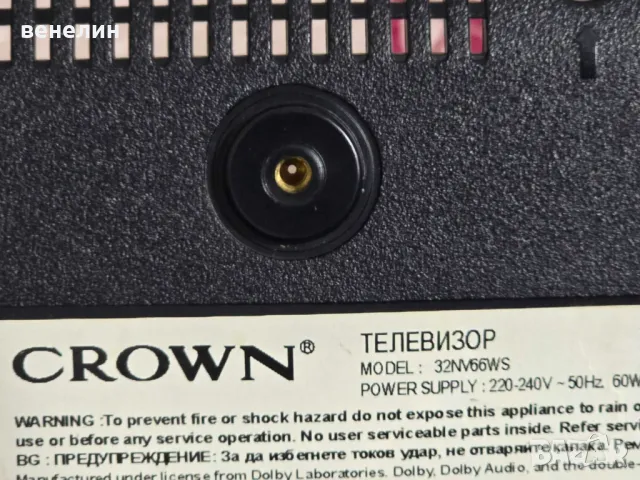 венелин
CROWN®
ТЕЛЕВИЗОР
MODEL : 32NV66WS
POWER SUPPLY : 220-240V ~ 50Hz 60W
WARNING :To prevent fire or shock hazard do not expose this appliance to rain o
use or before any service operation. No user serviceable parts inside. Refer servi
BG : ПРЕДУПРЕЖДЕНИЕ: За да избегнете токов удар, не отваряйте капака. Рем
Manufactured under license from Dolby Laboratories. Dolby, Dolby Audio, and the double-